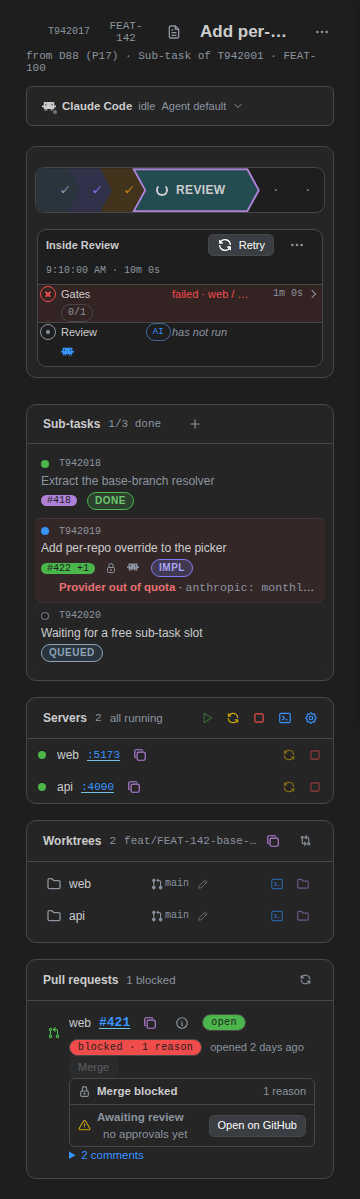 T942017 FEAT-142 Add per-…
from D88 (P17) · Sub-task of T942001 · FEAT-100
Claude Code idle Agent default
✓ ✓ ✓ REVIEW · ·
Inside Review Retry
9:10:00 AM · 10m 0s
Gates failed · web / … 1m 0s
0/1
Review AI has not run
Sub-tasks 1/3 done
T942018
Extract the base-branch resolver
#418 DONE
T942019
Add per-repo override to the picker
#422 +1 IMPL
Provider out of quota · anthropic: monthl…
T942020
Waiting for a free sub-task slot
QUEUED
Servers 2 all running
web :5173
api :4000
Worktrees 2 feat/FEAT-142-base-…
web main
api main
Pull requests 1 blocked
web #421 open
blocked · 1 reason opened 2 days ago
Merge
Merge blocked 1 reason
Awaiting review
no approvals yet
Open on GitHub
2 comments